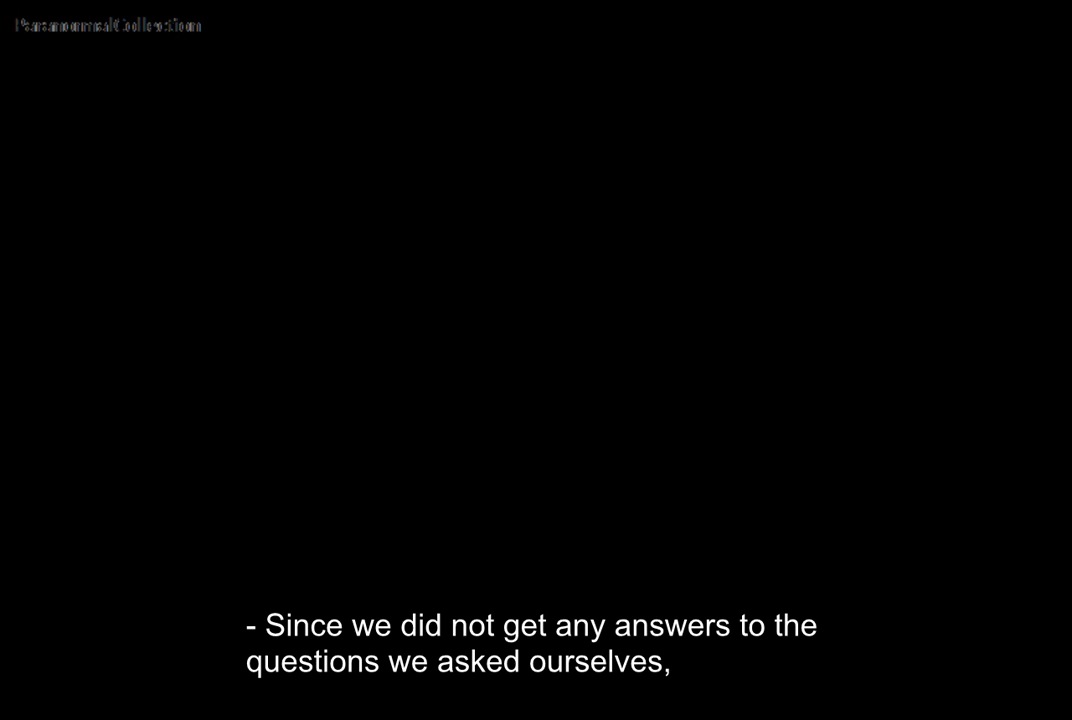 ParanormalCollection
- Since we did not get any answers to the
questions we asked ourselves,